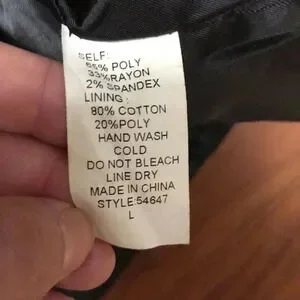 SELF:
65% POLY
33%RAYON
2% SPANDEX
LINING :
80% COTTON
20%POLY
HAND WASH
COLD
DO NOT BLEACH
LINE DRY
MADE IN CHINA
STYLE:54647
L